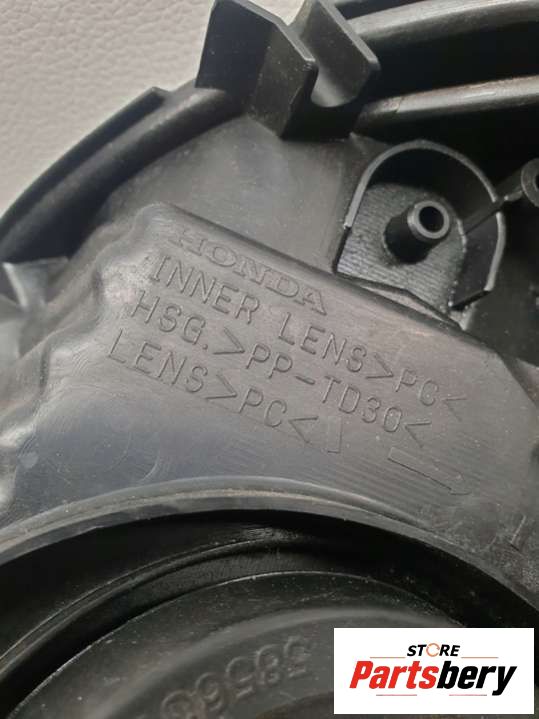 HONDA
INNER LENS>PC<
HSG.>PP-TD30<
LENS>PC<
STORE
Partsbery